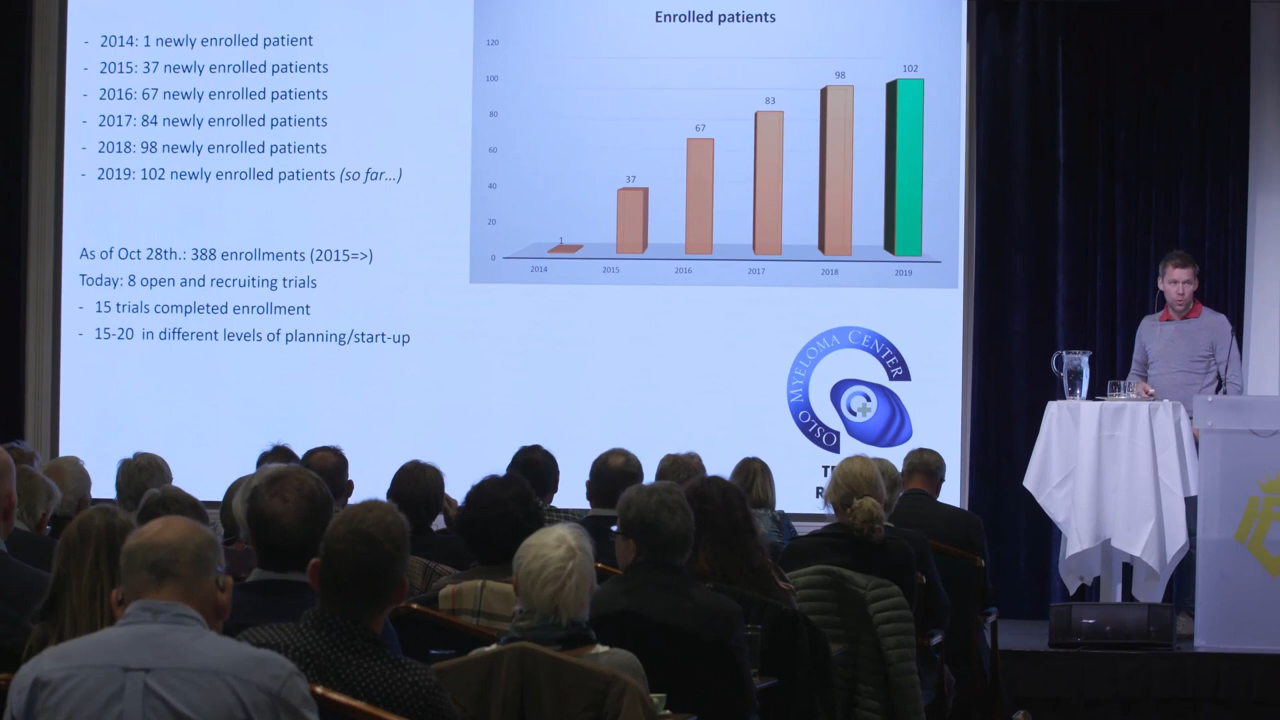 - 2014: 1 newly enrolled patient
- 2015: 37 newly enrolled patients
- 2016: 67 newly enrolled patients
- 2017: 84 newly enrolled patients
- 2018: 98 newly enrolled patients
- 2019: 102 newly enrolled patients (so far...)
As of Oct 28th.: 388 enrollments (2015=>)
Today: 8 open and recruiting trials
- 15 trials completed enrollment
- 15-20 in different levels of planning/start-up
Enrolled patients
120
100
80
60
40
20
0
1
37
67
83
98
102
2014 2015 2016 2017 2018 2019
OSLO MYELOMA CENTER